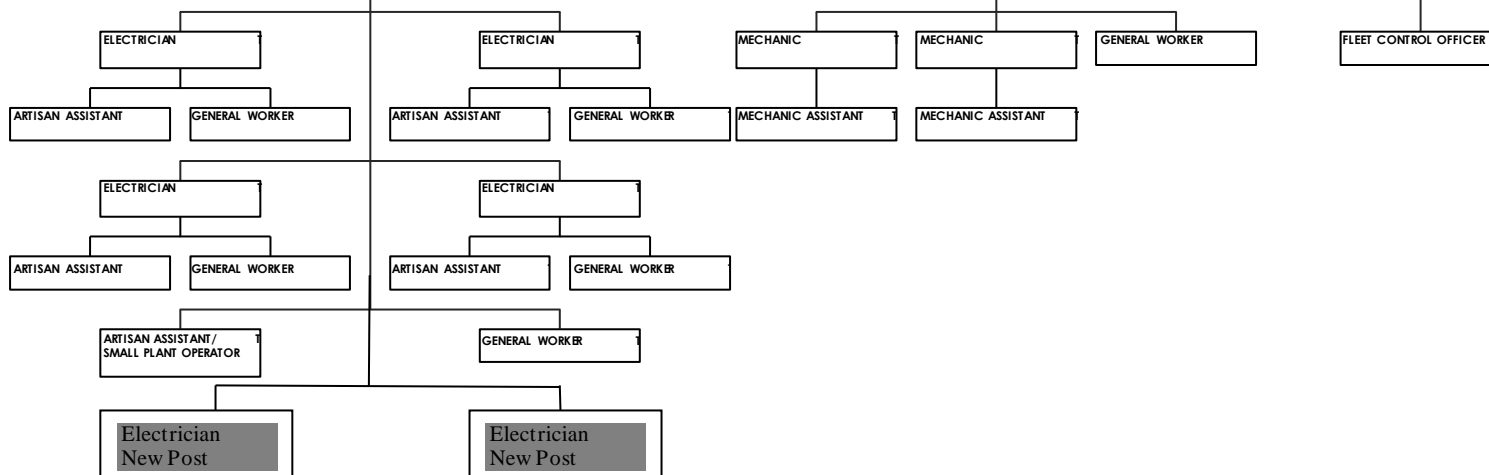 ELECTRICIAN T
ELECTRICIAN T
MECHANIC T
MECHANIC T
GENERAL WORKER
FLEET CONTROL OFFICER
ARTISAN ASSISTANT
GENERAL WORKER
ARTISAN ASSISTANT
GENERAL WORKER
MECHANIC ASSISTANT T
MECHANIC ASSISTANT T
ELECTRICIAN T
ELECTRICIAN T
ARTISAN ASSISTANT
GENERAL WORKER
ARTISAN ASSISTANT
GENERAL WORKER
ARTISAN ASSISTANT/ T
SMALL PLANT OPERATOR
GENERAL WORKER T
Electrician
New Post
Electrician
New Post